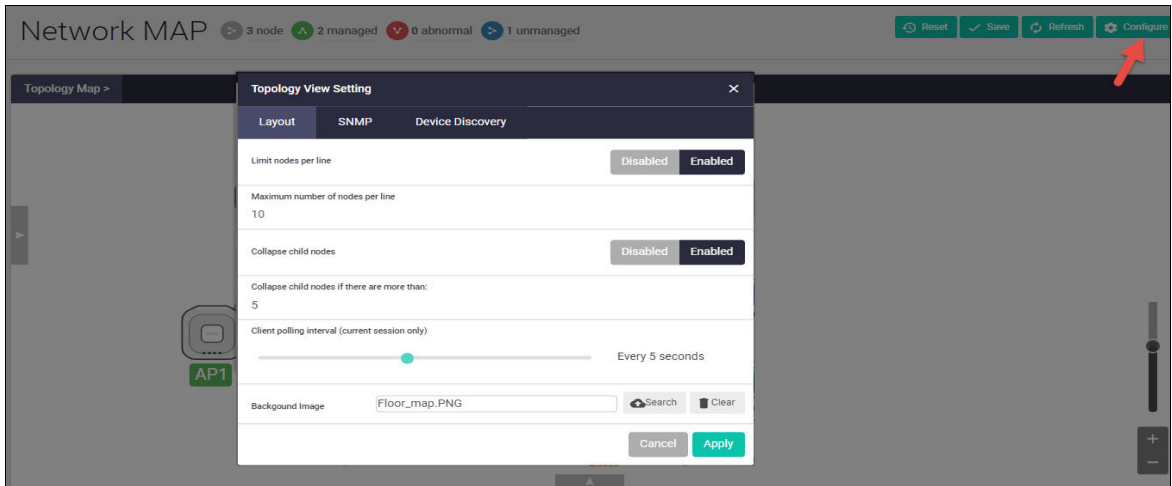 Network MAP 3 node 2 managed 0 abnormal 1 unmanaged Reset Save Refresh Configure
Topology Map >
Topology View Setting
Layout SNMP Device Discovery
Limit nodes per line Disabled Enabled
Maximum number of nodes per line
10
Collapse child nodes Disabled Enabled
Collapse child nodes if there are more than:
5
Client polling interval (current session only)
Every 5 seconds
AP1
Backgound Image Floor_map.PNG Search Clear
Cancel Apply